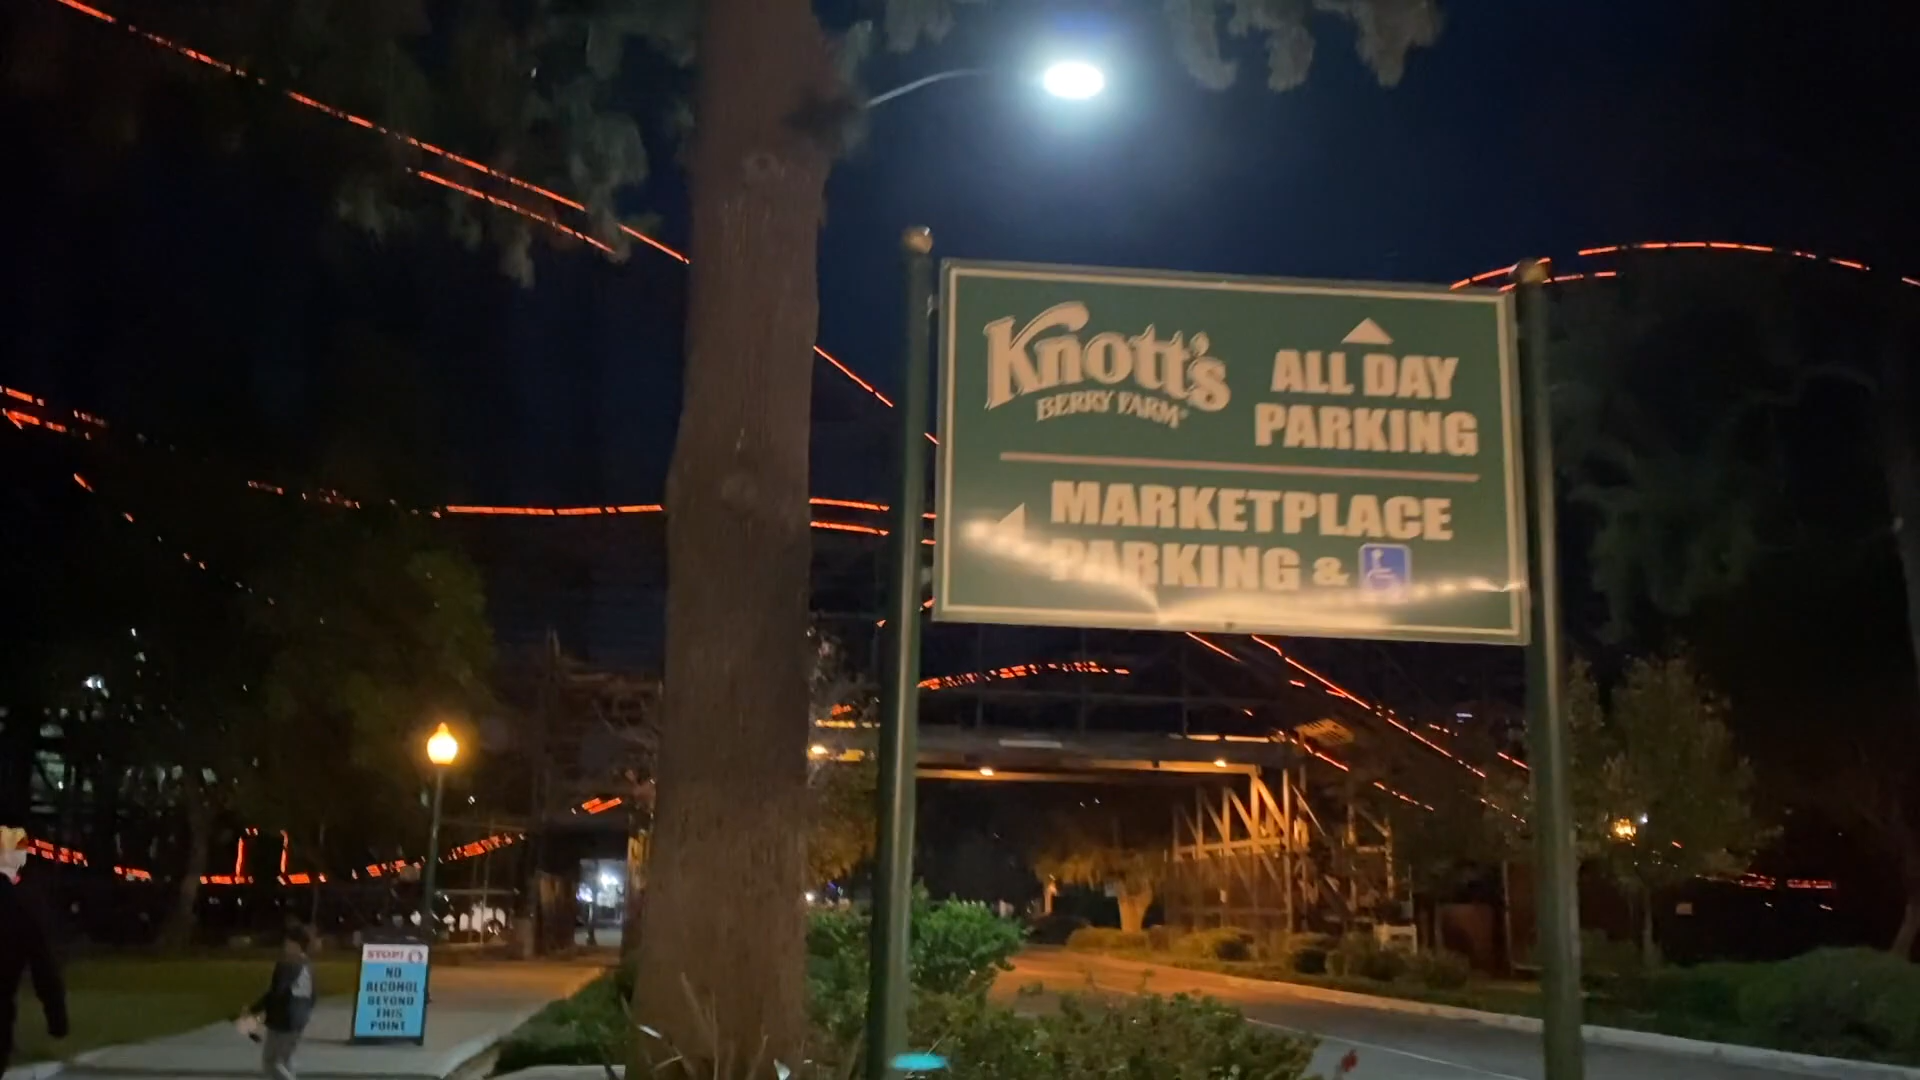 Knott's
BERRY FARM
ALL DAY
PARKING
MARKETPLACE
PARKING &
STOP!
NO
ALCOHOL
BEYOND
THIS
POINT